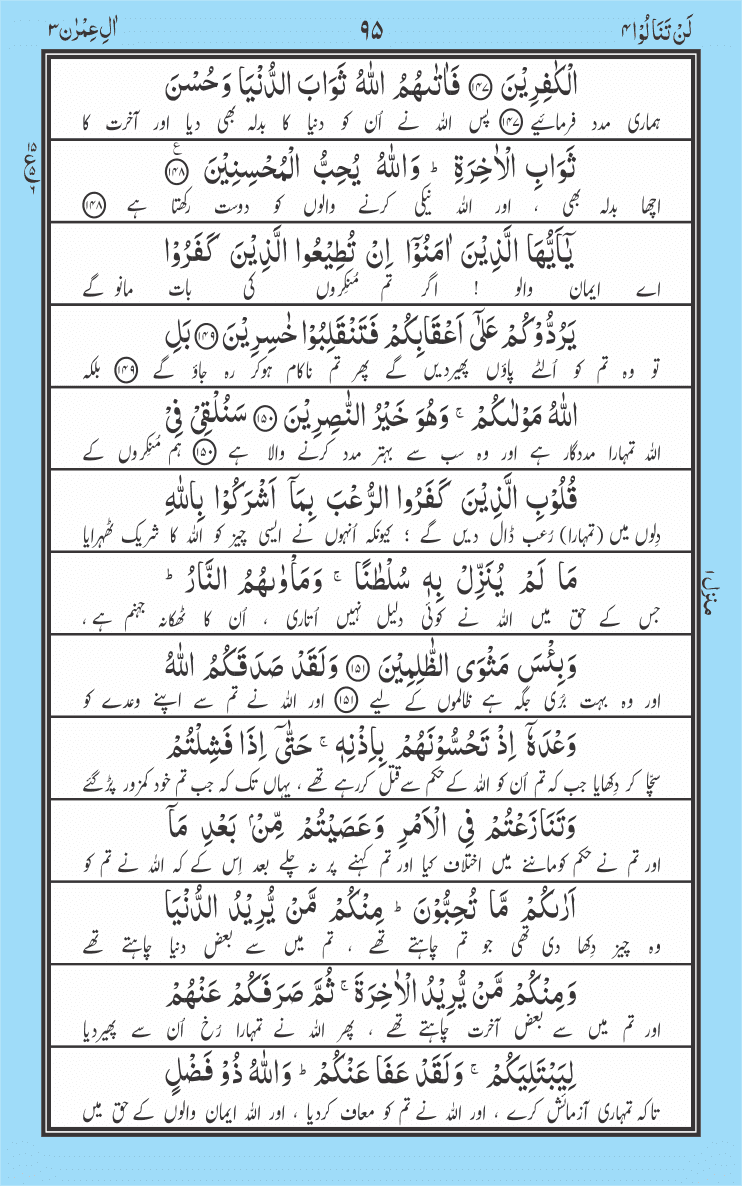 لَنْ تَنَالُوْا ۴
۹۵
اٰلِ عِمْرٰن ۳
الْكٰفِرِیْنَ ﴿۱۴۷﴾ فَاٰتٰىهُمُ اللّٰهُ ثَوَابَ الدُّنْیَا وَحُسْنَ
ہماری مدد فرمائیے ﴿۱۴۷﴾ پس اللہ نے اُن کو دنیا کا بدلہ بھی دیا اور آخرت کا
ثَوَابِ الْاٰخِرَةِ ؕ وَاللّٰهُ یُحِبُّ الْمُحْسِنِیْنَ ﴿۱۴۸﴾ ع
اچھا بدلہ بھی ، اور اللہ نیکی کرنے والوں کو دوست رکھتا ہے ﴿۱۴۸﴾
یٰۤاَیُّهَا الَّذِیْنَ اٰمَنُوْۤا اِنْ تُطِیْعُوا الَّذِیْنَ كَفَرُوْا
اے ایمان والو ! اگر تم مُنکِروں کی بات مانو گے
یَرُدُّوْكُمْ عَلٰۤی اَعْقَابِكُمْ فَتَنْقَلِبُوْا خٰسِرِیْنَ ﴿۱۴۹﴾ بَلِ
تو وہ تم کو اُلٹے پاؤں پھیردیں گے پھر تم ناکام ہوکر رہ جاؤ گے ﴿۱۴۹﴾ بلکہ
اللّٰهُ مَوْلٰىكُمْ ۚ وَهُوَ خَیْرُ النّٰصِرِیْنَ ﴿۱۵۰﴾ سَنُلْقِیْ فِیْ
اللہ تمہارا مددگار ہے اور وہ سب سے بہتر مدد کرنے والا ہے ﴿۱۵۰﴾ ہم مُنکِروں کے
قُلُوْبِ الَّذِیْنَ كَفَرُوا الرُّعْبَ بِمَاۤ اَشْرَكُوْا بِاللّٰهِ
دِلوں میں (تمہارا) رُعب ڈال دیں گے ؛ کیونکہ اُنہوں نے ایسی چیز کو اللہ کا شریک ٹھہرایا
مَا لَمْ یُنَزِّلْ بِهٖ سُلْطٰنًا ۚ وَمَاْوٰىهُمُ النَّارُ ؕ
جس کے حق میں اللہ نے کوئی دلیل نہیں اُتاری ، اُن کا ٹھکانہ جہنم ہے ،
وَبِئْسَ مَثْوَی الظّٰلِمِیْنَ ﴿۱۵۱﴾ وَلَقَدْ صَدَقَكُمُ اللّٰهُ
اور وہ بہت بُری جگہ ہے ظالموں کے لیے ﴿۱۵۱﴾ اور اللہ نے تم سے اپنے وعدے کو
وَعْدَهٗۤ اِذْ تَحُسُّوْنَهُمْ بِاِذْنِهٖ ۚ حَتّٰۤی اِذَا فَشِلْتُمْ
سچّا کر دِکھایا جب کہ تم اُن کو اللہ کے حکم سے قتل کررہے تھے ، یہاں تک کہ جب تم خود کمزور پڑ گئے
وَتَنَازَعْتُمْ فِی الْاَمْرِ وَعَصَیْتُمْ مِّنْۢ بَعْدِ مَاۤ
اور تم نے حکم کو ماننے میں اختلاف کیا اور تم کہنے پر نہ چلے بعد اِس کے کہ اللہ نے تم کو
اَرٰىكُمْ مَّا تُحِبُّوْنَ ؕ مِنْكُمْ مَّنْ یُّرِیْدُ الدُّنْیَا
وہ چیز دِکھا دی تھی جو تم چاہتے تھے ، تم میں سے بعض دنیا چاہتے تھے
وَمِنْكُمْ مَّنْ یُّرِیْدُ الْاٰخِرَةَ ۚ ثُمَّ صَرَفَكُمْ عَنْهُمْ
اور تم میں سے بعض آخرت چاہتے تھے ، پھر اللہ نے تمہارا رُخ اُن سے پھیردیا
لِیَبْتَلِیَكُمْ ۚ وَلَقَدْ عَفَا عَنْكُمْ ؕ وَاللّٰهُ ذُوْ فَضْلٍ
تاکہ تمہاری آزمائش کرے ، اور اللہ نے تم کو معاف کردیا ، اور اللہ ایمان والوں کے حق میں
منزل ۱